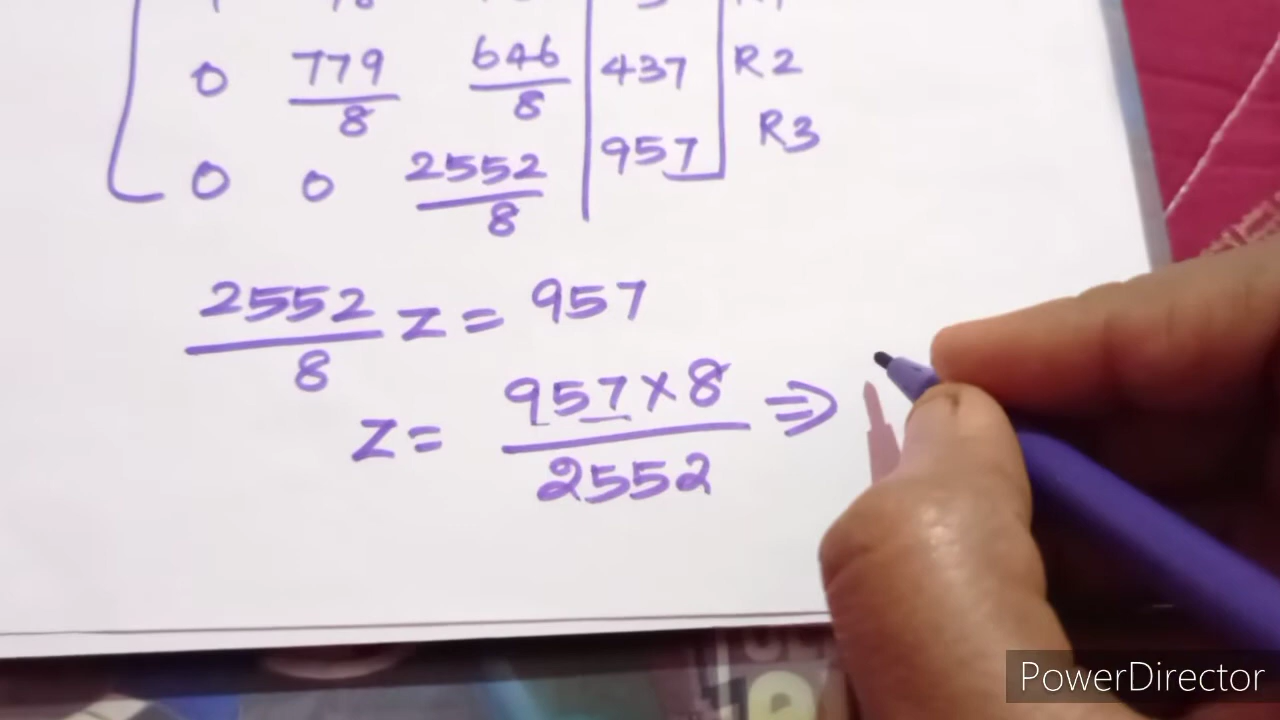 0 779/8 646/8 437 R2
0 0 2552/8 957 R3
2552/8 z = 957
z = 957×8/2552 ⇒
PowerDirector